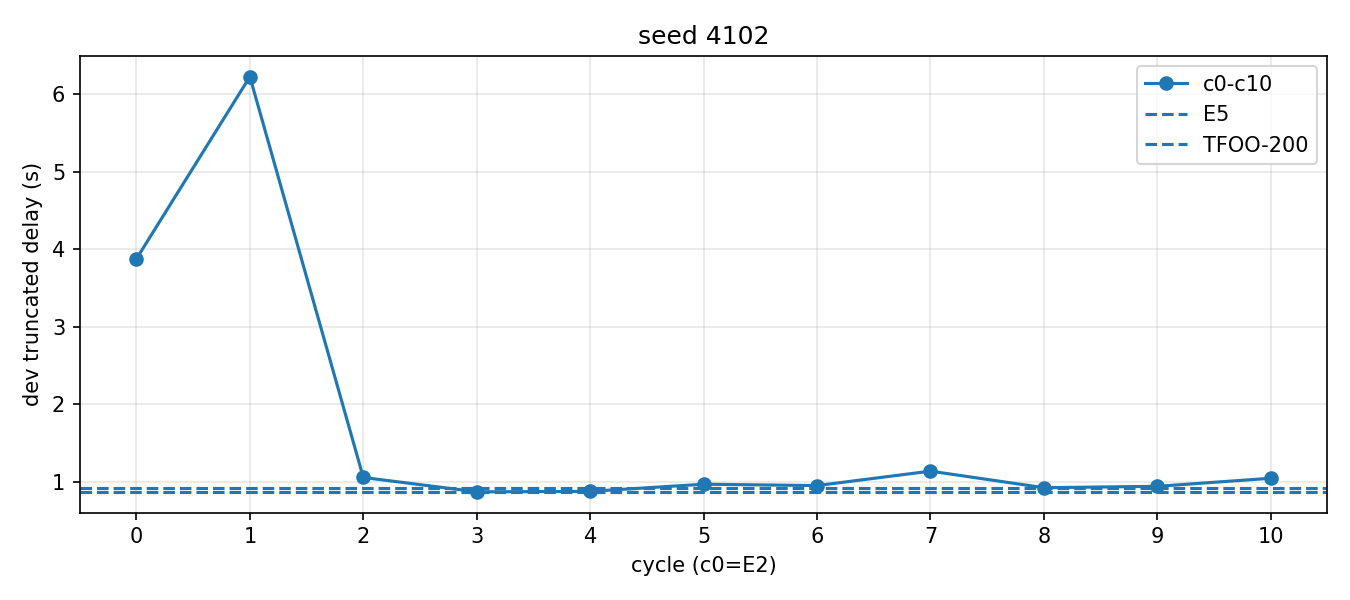 seed 4102
dev truncated delay (s)
6
5
4
3
2
1
c0-c10
E5
TFOO-200
0 1 2 3 4 5 6 7 8 9 10
cycle (c0=E2)